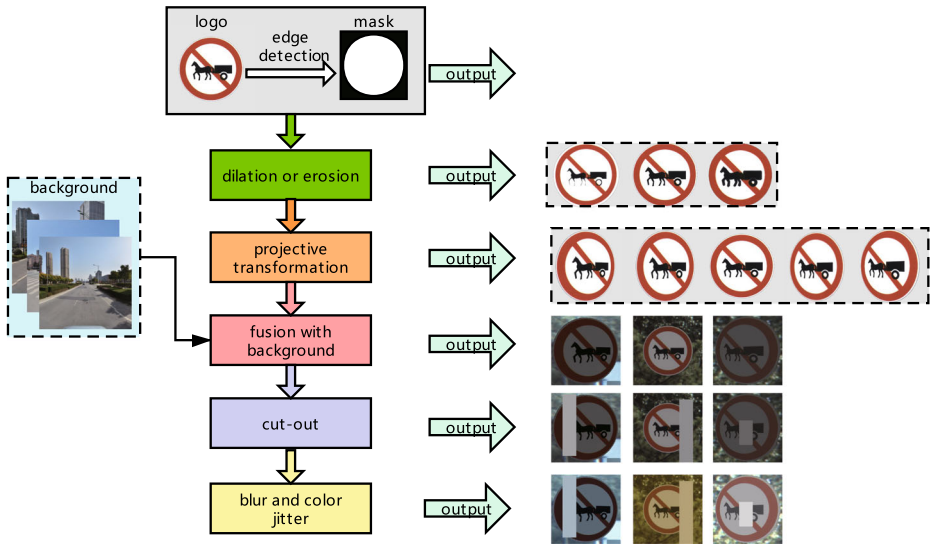 logo
mask
edge
detection
output
dilation or erosion
output
background
projective
transformation
output
fusion with
background
output
cut-out
output
blur and color
jitter
output